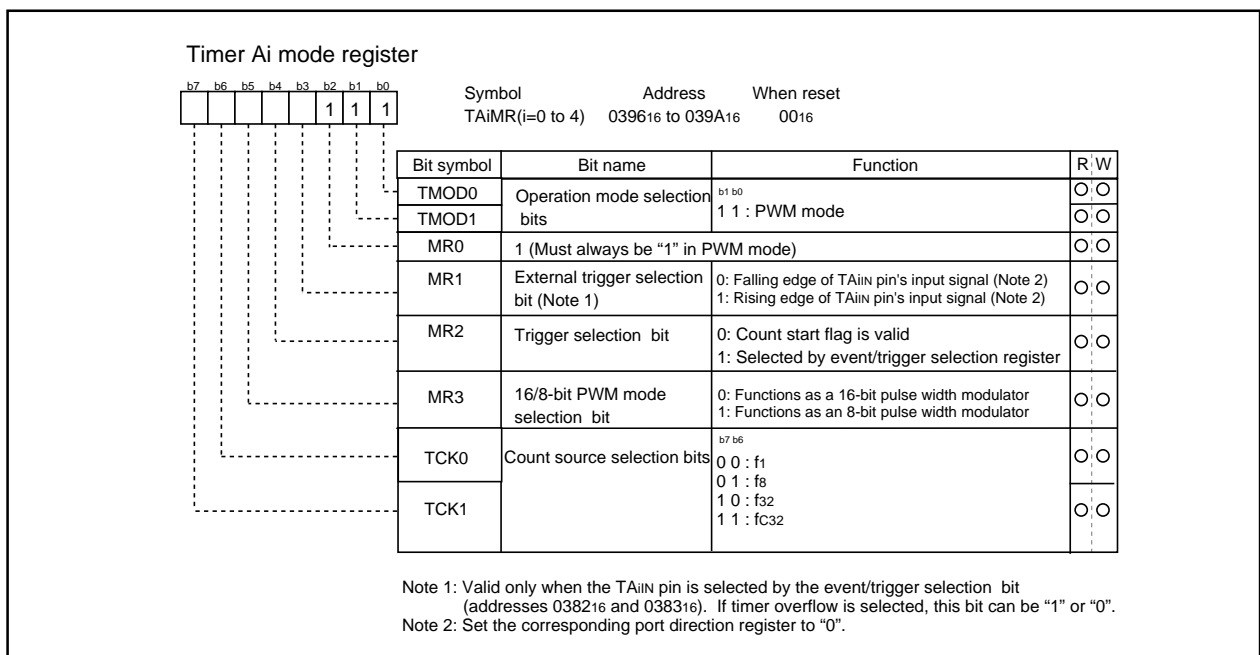 Timer Ai mode register
b7 b6 b5 b4 b3 b2 b1 b0
1 1 1
Symbol Address When reset
TAiMR(i=0 to 4) 039616 to 039A16 0016
Bit symbol Bit name Function R W
TMOD0
TMOD1
Operation mode selection
bits
b1 b0
1 1 : PWM mode
MR0 1 (Must always be “1” in PWM mode)
MR1 External trigger selection
bit (Note 1)
0: Falling edge of TAiIN pin's input signal (Note 2)
1: Rising edge of TAiIN pin's input signal (Note 2)
MR2 Trigger selection bit
0: Count start flag is valid
1: Selected by event/trigger selection register
MR3 16/8-bit PWM mode
selection bit
0: Functions as a 16-bit pulse width modulator
1: Functions as an 8-bit pulse width modulator
TCK0
TCK1
Count source selection bits
b7 b6
0 0 : f1
0 1 : f8
1 0 : f32
1 1 : fC32
Note 1: Valid only when the TAiIN pin is selected by the event/trigger selection bit
(addresses 038216 and 038316). If timer overflow is selected, this bit can be “1” or “0”.
Note 2: Set the corresponding port direction register to “0”.